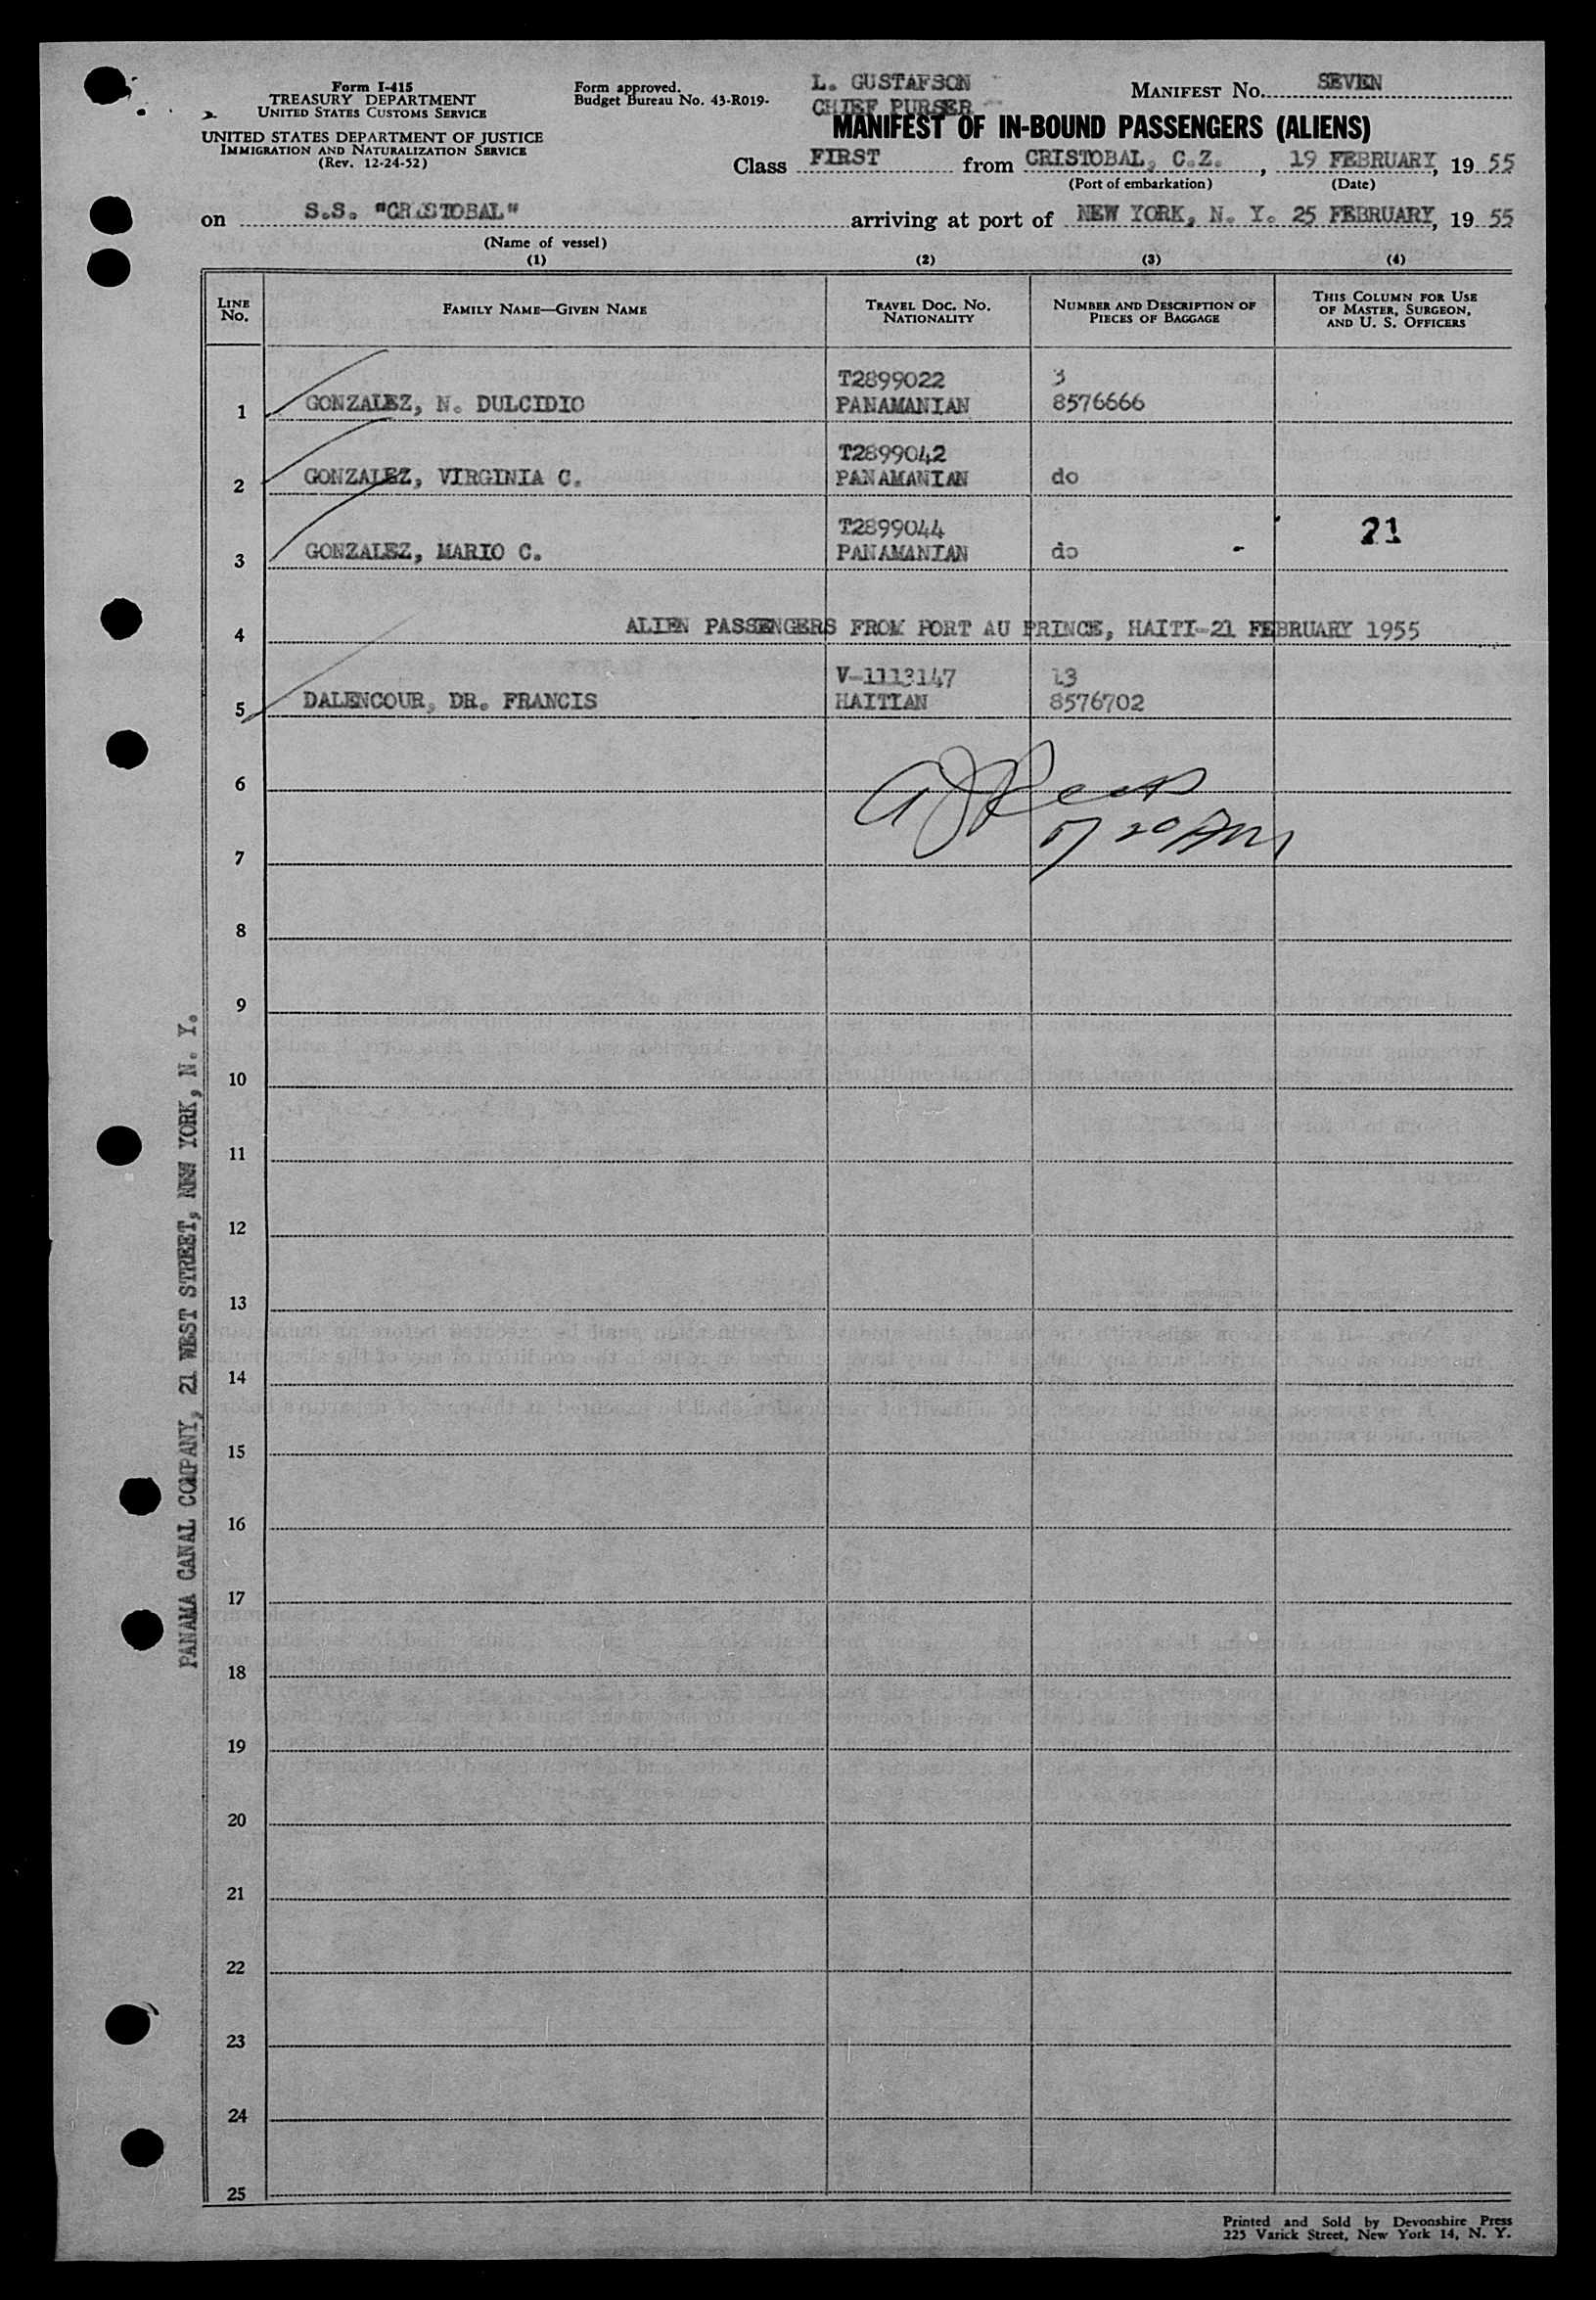 Form I-415
TREASURY DEPARTMENT
UNITED STATES CUSTOMS SERVICE
UNITED STATES DEPARTMENT OF JUSTICE
IMMIGRATION AND NATURALIZATION SERVICE
(Rev. 12-24-52)
Form approved.
Budget Bureau No. 43-R019-
L. GUSTAFSON
CHIEF PURSER
MANIFEST NO. SEVEN
MANIFEST OF IN-BOUND PASSENGERS (ALIENS)
Class FIRST from CRISTOBAL, C.Z., 19 FEBRUARY, 19 55
(Port of embarkation) (Date)
on S.S. "CRISTOBAL" arriving at port of NEW YORK, N. Y. 25 FEBRUARY, 19 55
(Name of vessel)
(1) (2) (3) (4)
LINE NO. FAMILY NAME—GIVEN NAME TRAVEL DOC. NO. NATIONALITY NUMBER AND DESCRIPTION OF PIECES OF BAGGAGE THIS COLUMN FOR USE OF MASTER, SURGEON, AND U. S. OFFICERS
T2899022 3
1 GONZALEZ, N. DULCIDIO PANAMANIAN 8576666
T2899042
2 GONZALEZ, VIRGINIA C. PANAMANIAN do
T2899044 21
3 GONZALEZ, MARIO C. PANAMANIAN do -
4 ALIEN PASSENGERS FROM PORT AU PRINCE, HAITI-21 FEBRUARY 1955
V-1113147 13
5 DALENCOUR, DR. FRANCIS HAITIAN 8576702
6
7
8
9
10
11
12
13
14
15
16
17
18
19
20
21
22
23
24
25
PANAMA CANAL COMPANY, 21 WEST STREET, NEW YORK, N. Y.
Printed and Sold by Devonshire Press
225 Varick Street, New York 14, N. Y.